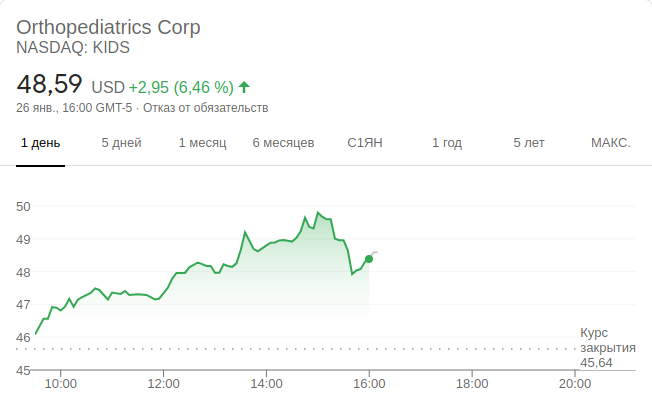 Orthopediatrics Corp
NASDAQ: KIDS
48,59 USD +2,95 (6,46 %)
26 янв., 16:00 GMT-5 · Отказ от обязательств
1 день 5 дней 1 месяц 6 месяцев С1ЯН 1 год 5 лет МАКС.
50
49
48
47
46
Курс
закрытия
45,64
45
10:00 12:00 14:00 16:00 18:00 20:00